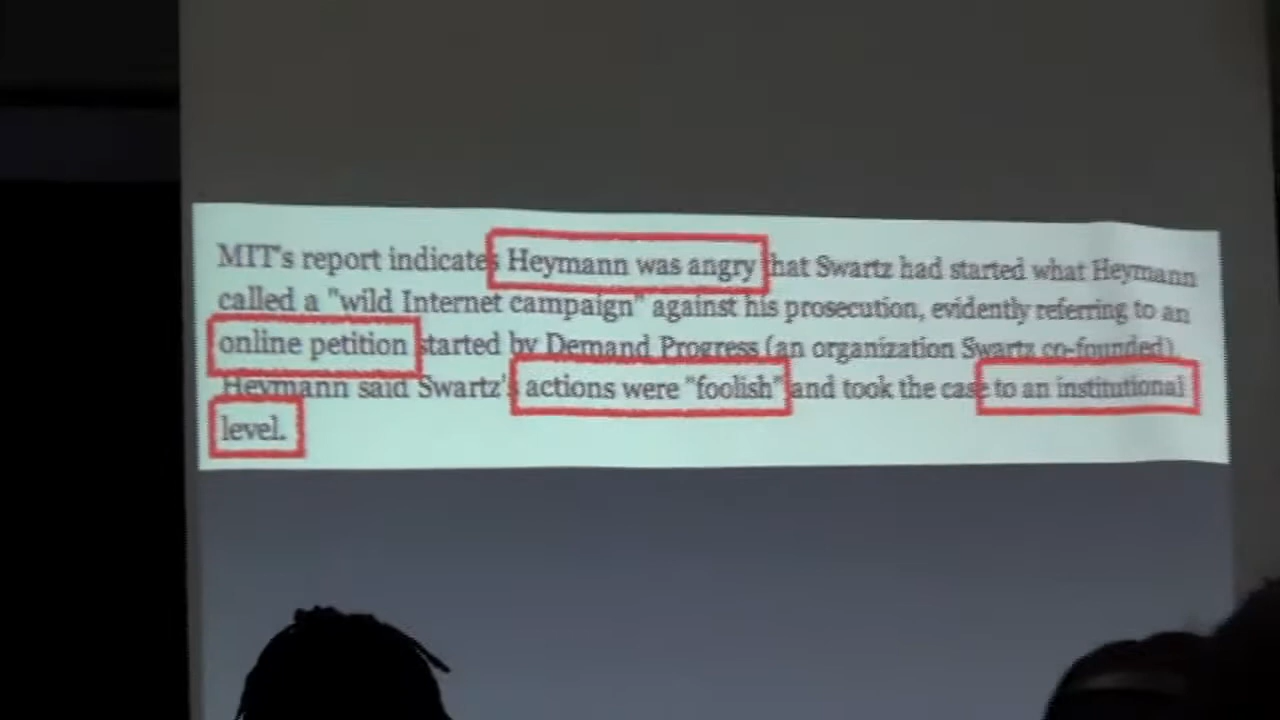 MIT's report indicates Heymann was angry that Swartz had started what Heymann
called a "wild Internet campaign" against his prosecution, evidently referring to an
online petition started by Demand Progress (an organization Swartz co-founded)
Heymann said Swartz's actions were "foolish" and took the case to an institutional
level.